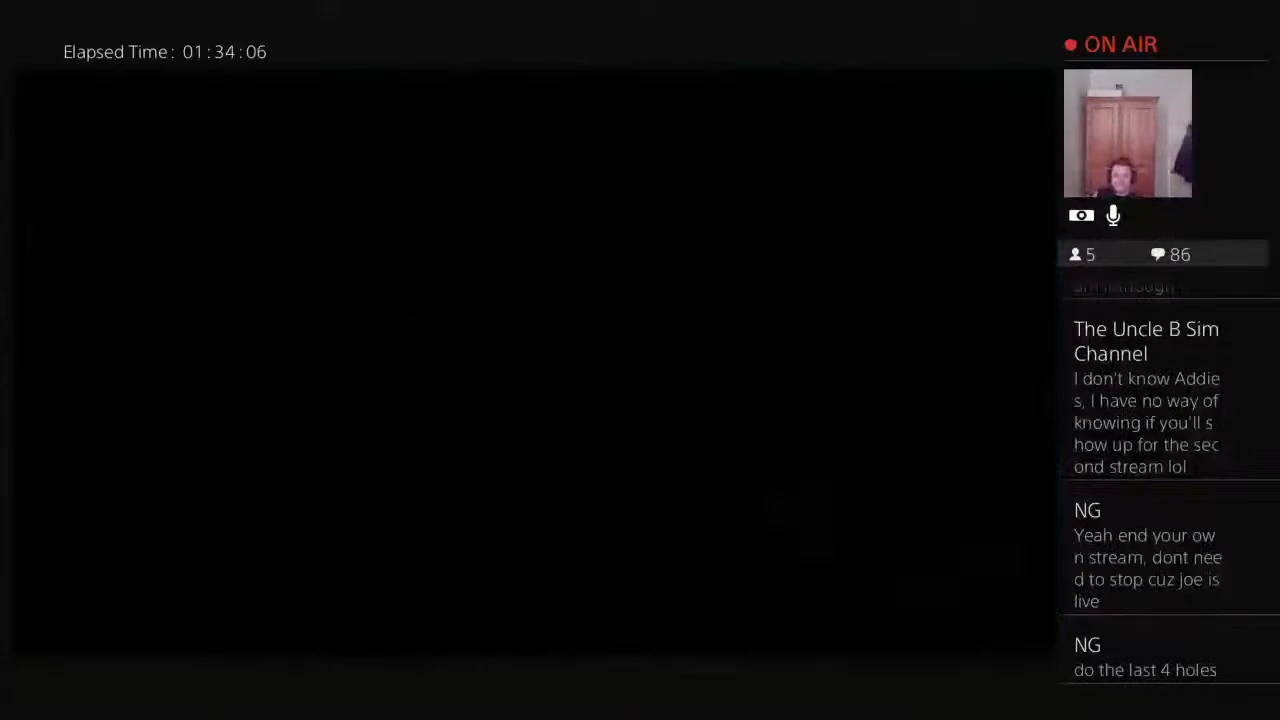 Elapsed Time: 01:34:06
ON AIR
5
86
The Uncle B Sim
Channel
I don't know Addie
s, I have no way of
knowing if you'll s
how up for the sec
ond stream lol
NG
Yeah end your ow
n stream, dont nee
d to stop cuz joe is
live
NG
do the last 4 holes